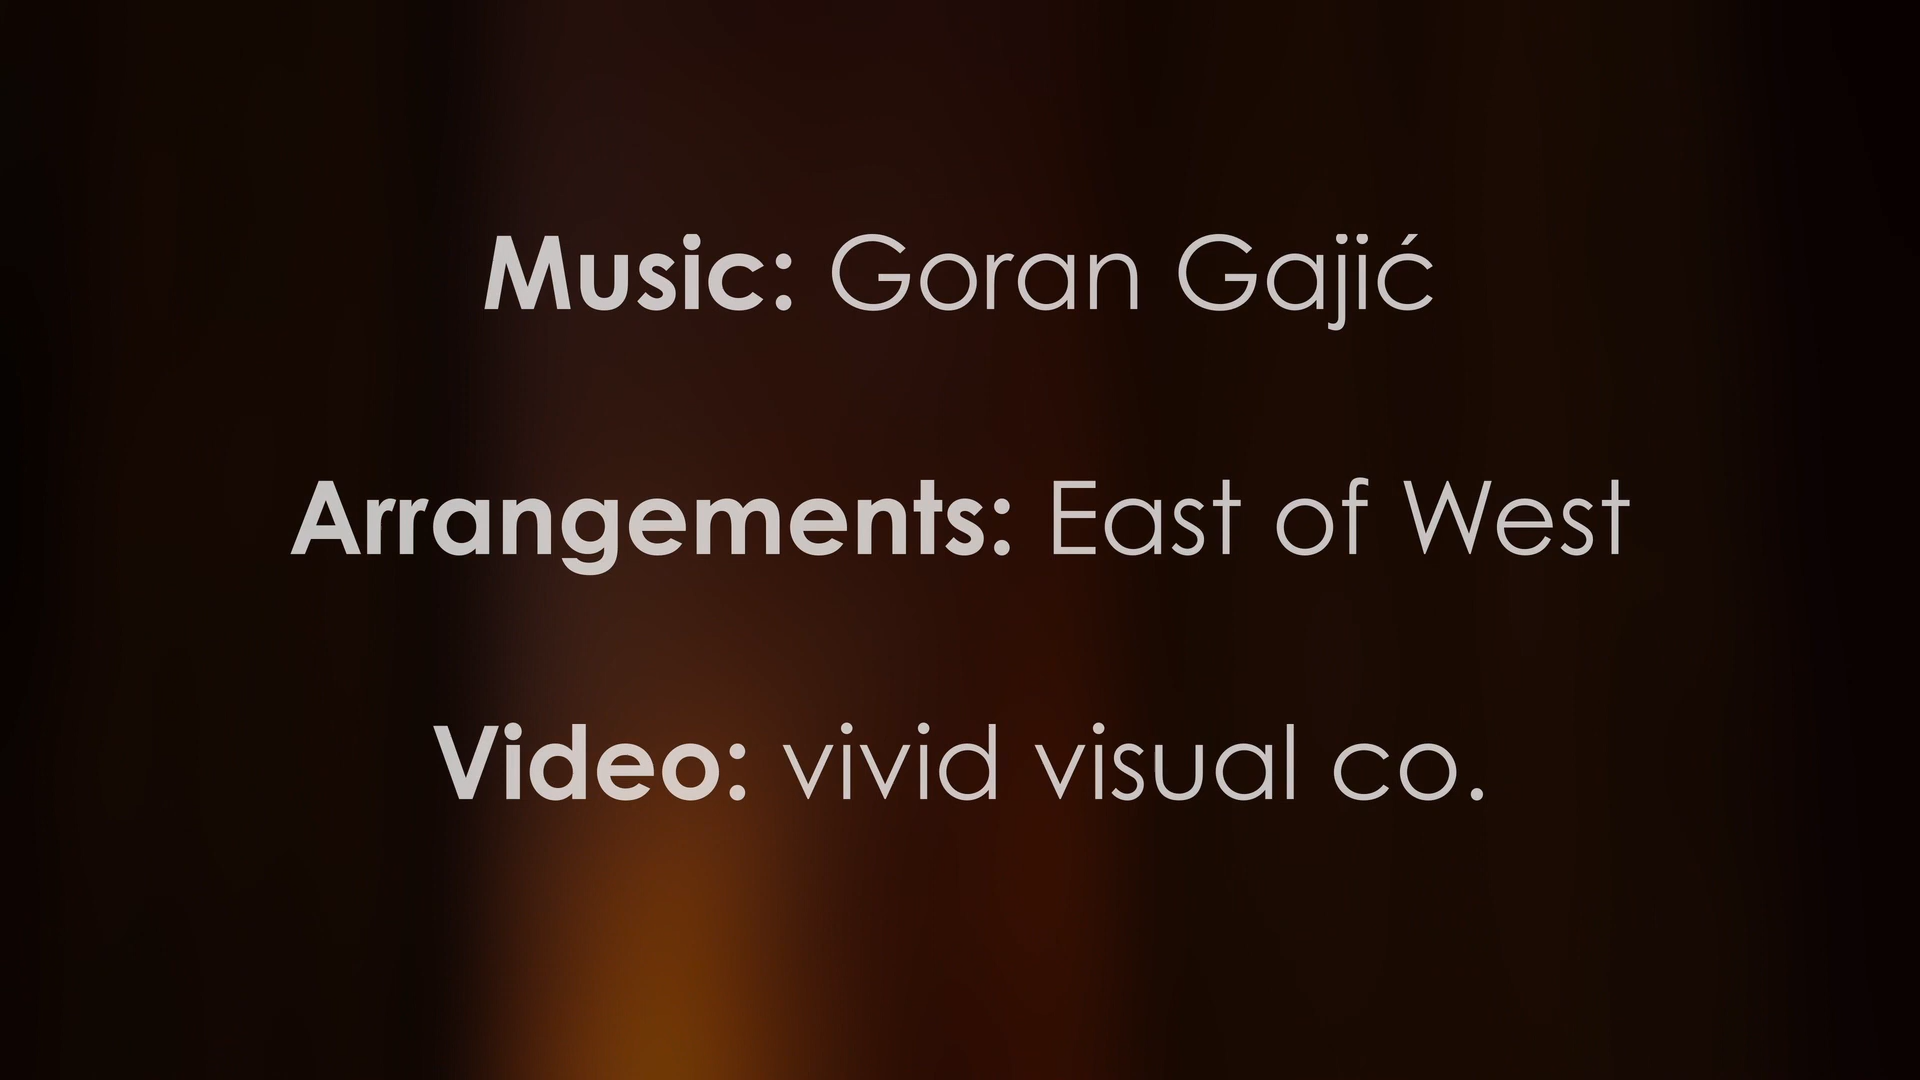 Music: Goran Gajić
Arrangements: East of West
Video: vivid visual co.